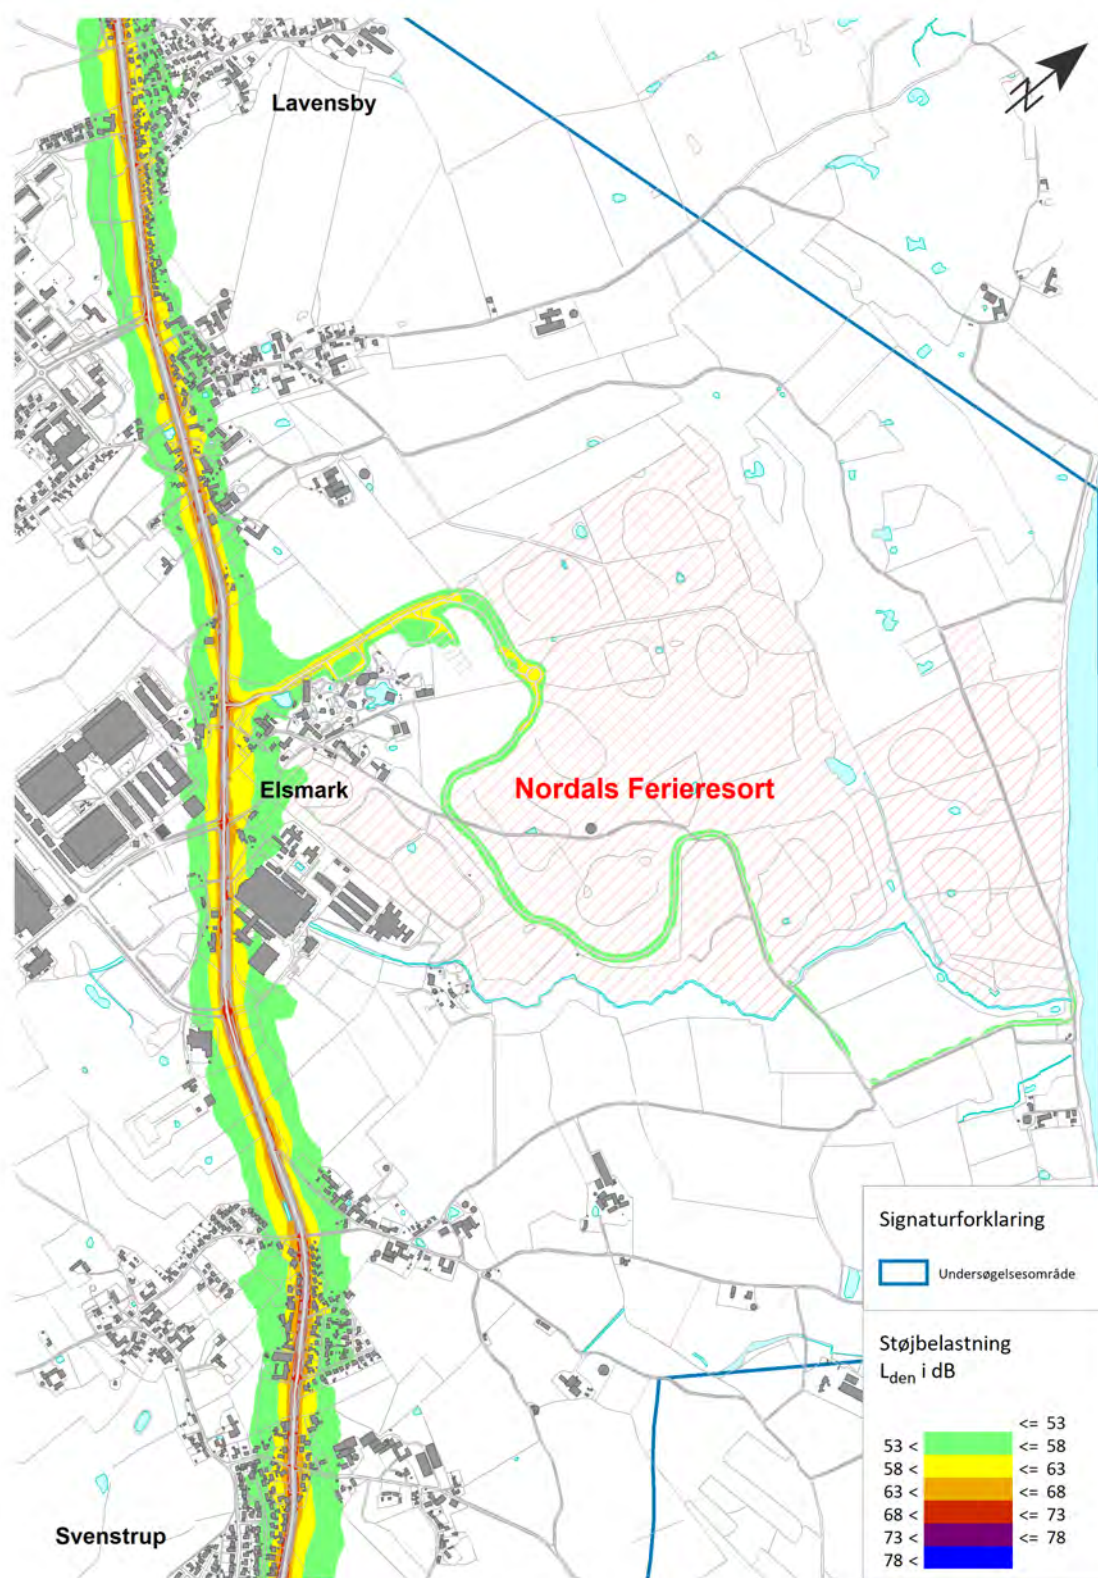 Lavensby
N
Nordals Ferieresort
Elsmark
Svenstrup
Signaturforklaring
Undersøgelsesområde
Støjbelastning
Lden i dB
<= 53
53 < <= 58
58 < <= 63
63 < <= 68
68 < <= 73
73 < <= 78
78 <